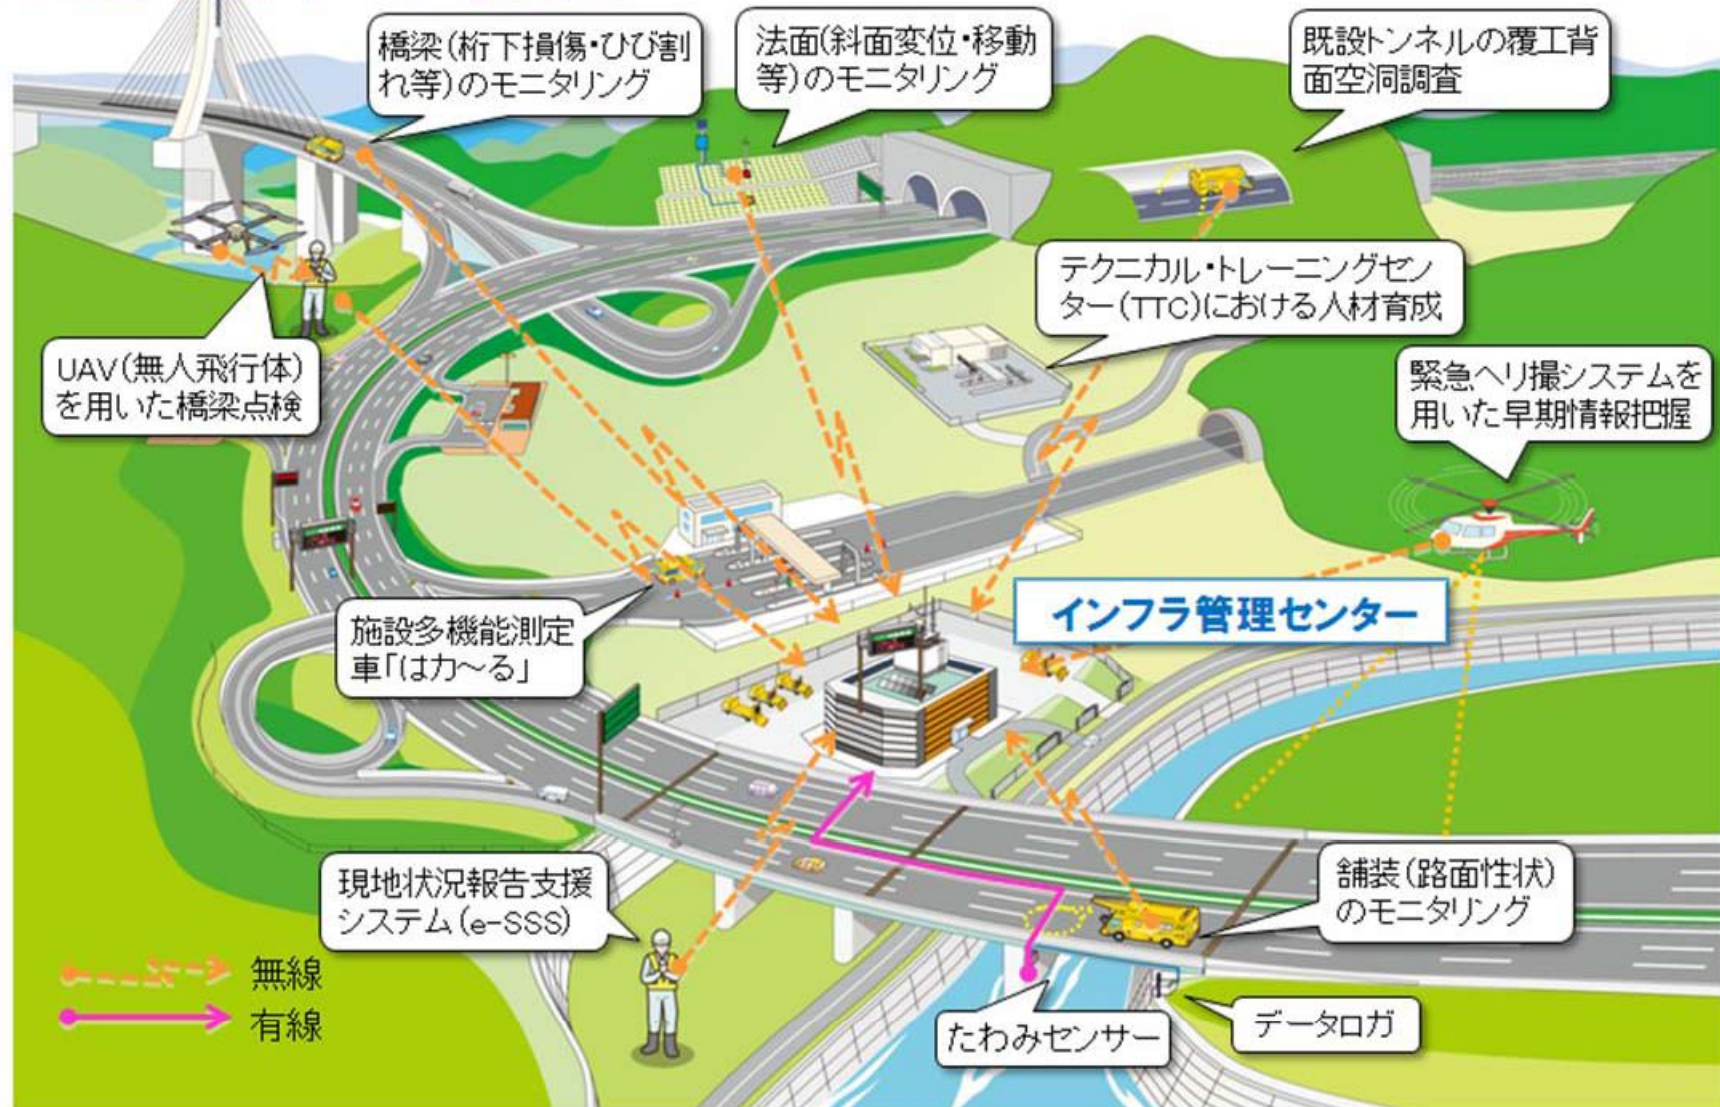 橋梁(桁下損傷・ひび割
れ等)のモニタリング
法面(斜面変位・移動
等)のモニタリング
既設トンネルの覆工背
面空洞調査
テクニカル・トレーニングセン
ター(TTC)における人材育成
UAV(無人飛行体)
を用いた橋梁点検
緊急ヘリ撮システムを
用いた早期情報把握
インフラ管理センター
施設多機能測定
車「は力～る」
現地状況報告支援
システム(e-SSS)
舗装(路面性状)
のモニタリング
無線
有線
たわみセンサー
データロガ